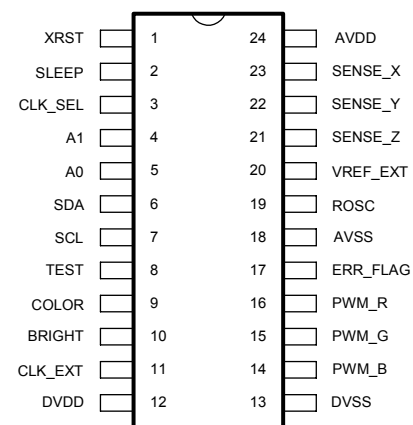 XRST 1 24 AVDD
SLEEP 2 23 SENSE_X
CLK_SEL 3 22 SENSE_Y
A1 4 21 SENSE_Z
A0 5 20 VREF_EXT
SDA 6 19 ROSC
SCL 7 18 AVSS
TEST 8 17 ERR_FLAG
COLOR 9 16 PWM_R
BRIGHT 10 15 PWM_G
CLK_EXT 11 14 PWM_B
DVDD 12 13 DVSS